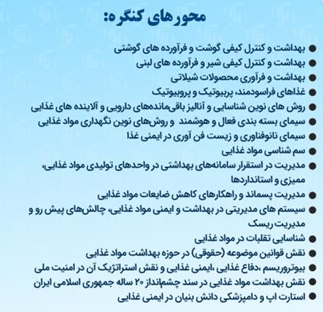 محورهای کنگره:
بهداشت و کنترل کیفی گوشت و فرآورده های گوشتی
بهداشت و کنترل کیفی شیر و فرآورده های لبنی
بهداشت و فرآوری محصولات شیلاتی
غذاهای فراسودمند، پربیوتیک و پروبیوتیک
روش های نوین شناسایی و آنالیز باقی‌مانده‌های دارویی و آلاینده های غذایی
سیمای بسته بندی فعال و هوشمند و روش‌های نوین نگهداری مواد غذایی
سیمای نانوفناوری و زیست فن آوری در ایمنی غذا
سم شناسی مواد غذایی
مدیریت در استقرار سامانه‌های بهداشتی در واحدهای تولیدی مواد غذایی،
ممیزی و استانداردها
مدیریت پسماند و راهکارهای کاهش ضایعات مواد غذایی
سیستم های مدیریتی در بهداشت و ایمنی مواد غذایی، چالش‌های پیش رو و
مدیریت ریسک
شناسایی تقلبات در مواد غذایی
نقش قوانین موضوعه (حقوقی) در حوزه بهداشت مواد غذایی
بیوتروریسم ،دفاع غذایی ،ایمنی غذایی و نقش استراتژیک آن در امنیت ملی
نقش بهداشت مواد غذایی در سند چشم‌انداز ۲۰ ساله جمهوری اسلامی ایران
استارت آپ و دامپزشکی دانش بنیان در ایمنی غذایی